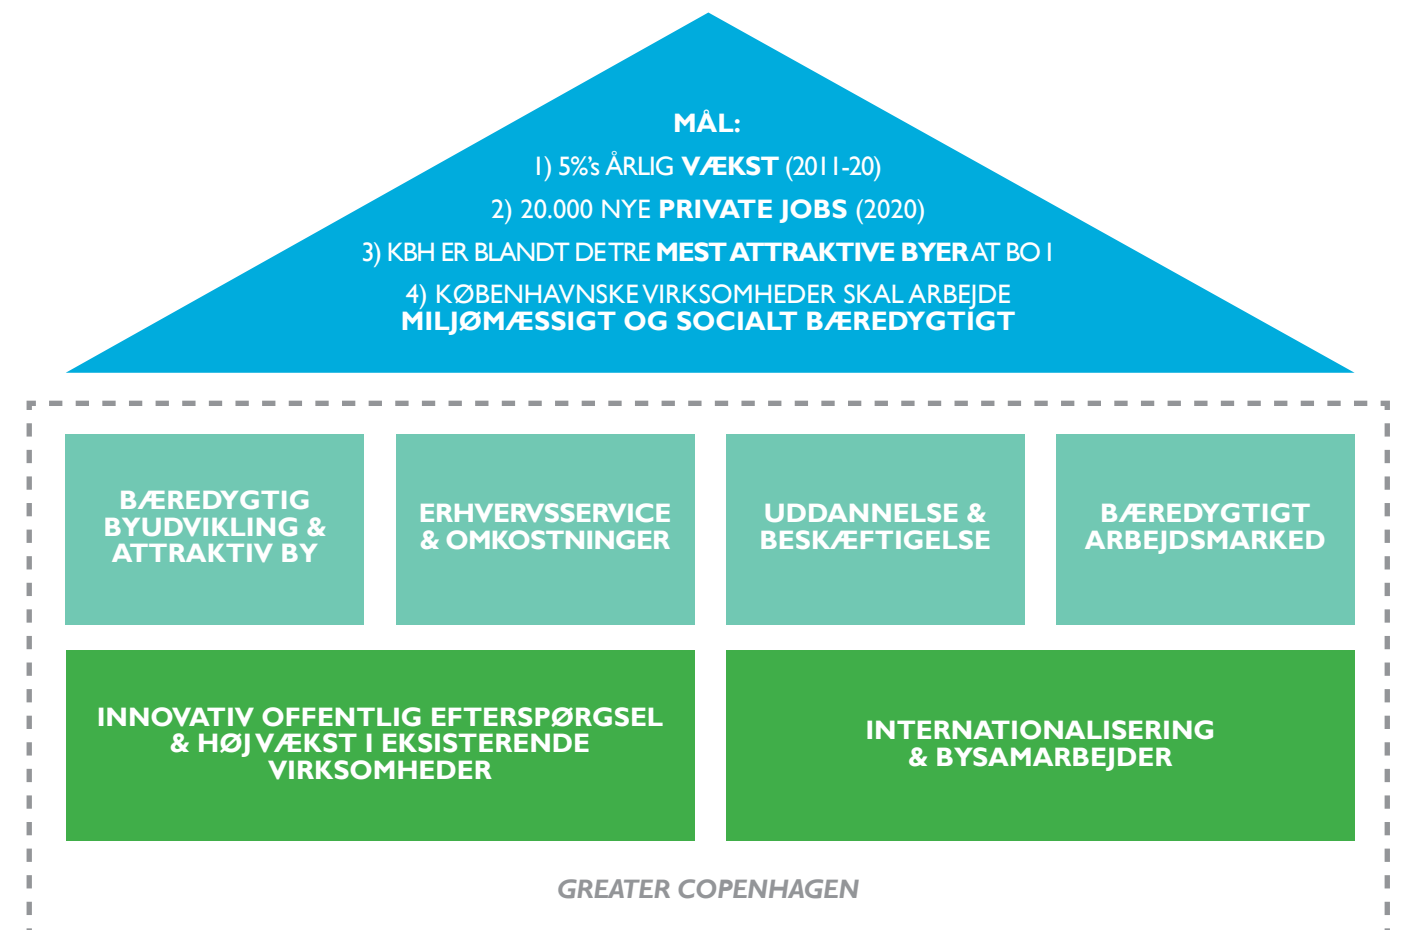 MÅL:
1) 5%'s ÅRLIG VÆKST (2011-20)
2) 20.000 NYE PRIVATE JOBS (2020)
3) KBH ER BLANDT DE TRE MEST ATTRAKTIVE BYER AT BO I
4) KØBENHAVNSKE VIRKSOMHEDER SKAL ARBEJDE
MILJØMÆSSIGT OG SOCIALT BÆREDYGTIGT
BÆREDYGTIG
BYUDVIKLING &
ATTRAKTIV BY
ERHVERVSSERVICE
& OMKOSTNINGER
UDDANNELSE &
BESKÆFTIGELSE
BÆREDYGTIGT
ARBEJDSMARKED
INNOVATIV OFFENTLIG EFTERSPØRGSEL
& HØJ VÆKST I EKSISTERENDE
VIRKSOMHEDER
INTERNATIONALISERING
& BYSAMARBEJDER
GREATER COPENHAGEN